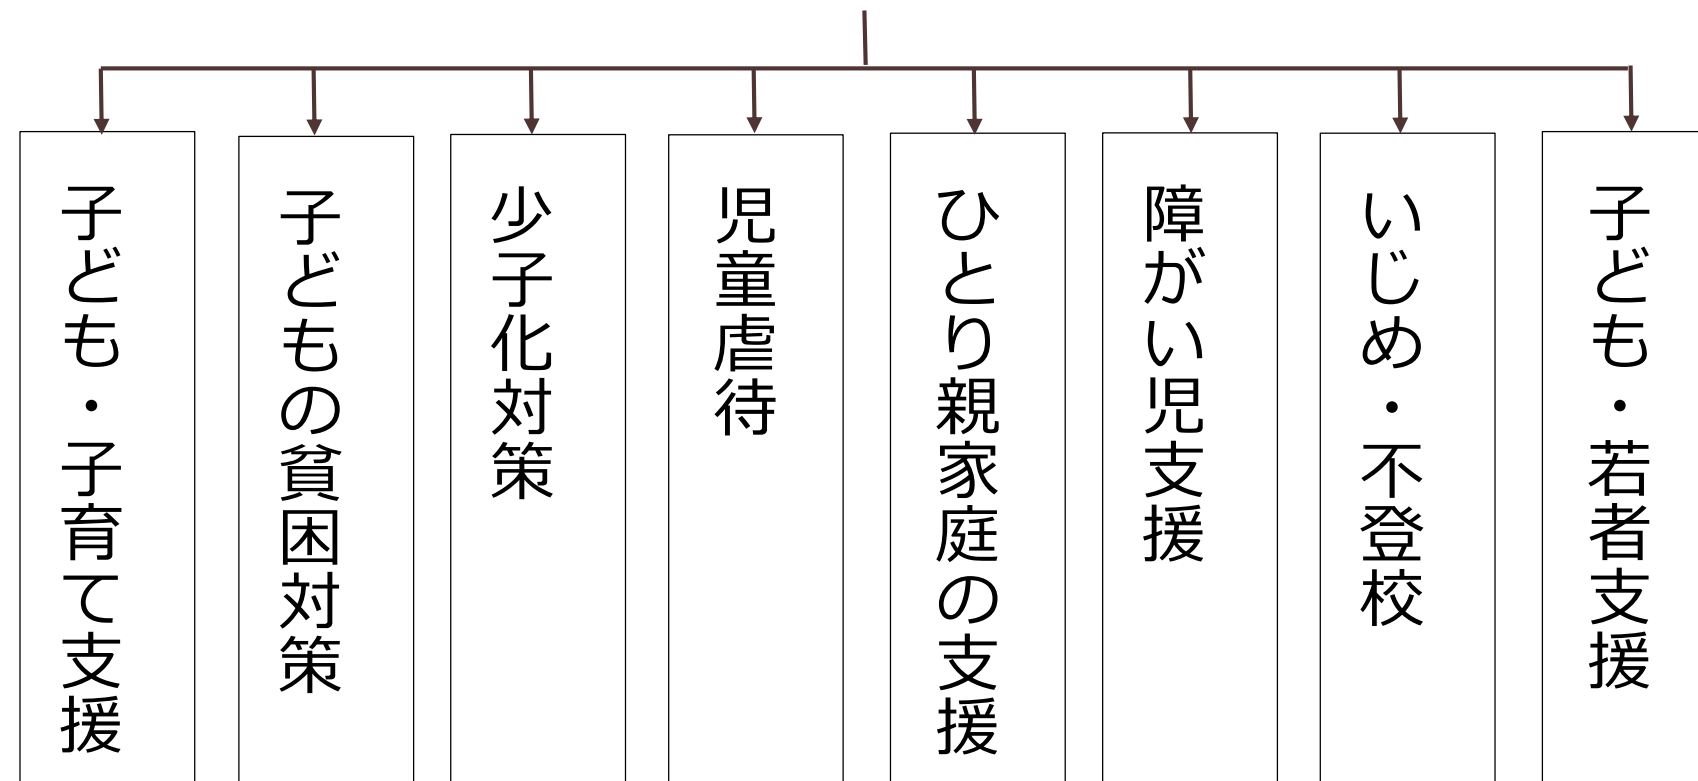 子ども・子育て支援
子どもの貧困対策
少子化対策
児童虐待
ひとり親家庭の支援
障がい児支援
いじめ・不登校
子ども・若者支援